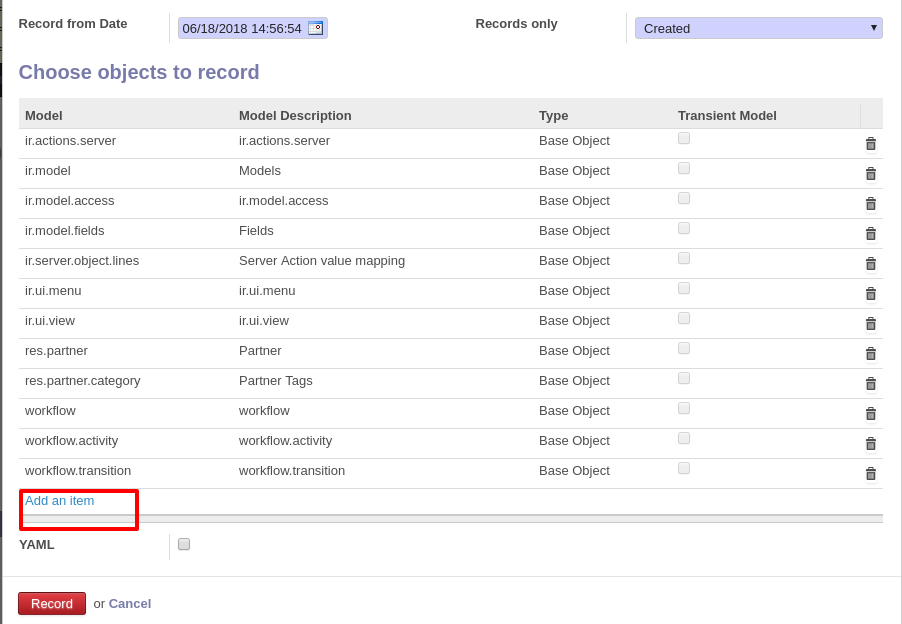 Record from Date 06/18/2018 14:56:54 Records only Created
Choose objects to record
Model Model Description Type Transient Model
ir.actions.server ir.actions.server Base Object
ir.model Models Base Object
ir.model.access ir.model.access Base Object
ir.model.fields Fields Base Object
ir.server.object.lines Server Action value mapping Base Object
ir.ui.menu ir.ui.menu Base Object
ir.ui.view ir.ui.view Base Object
res.partner Partner Base Object
res.partner.category Partner Tags Base Object
workflow workflow Base Object
workflow.activity workflow.activity Base Object
workflow.transition workflow.transition Base Object
Add an item
YAML
Record or Cancel